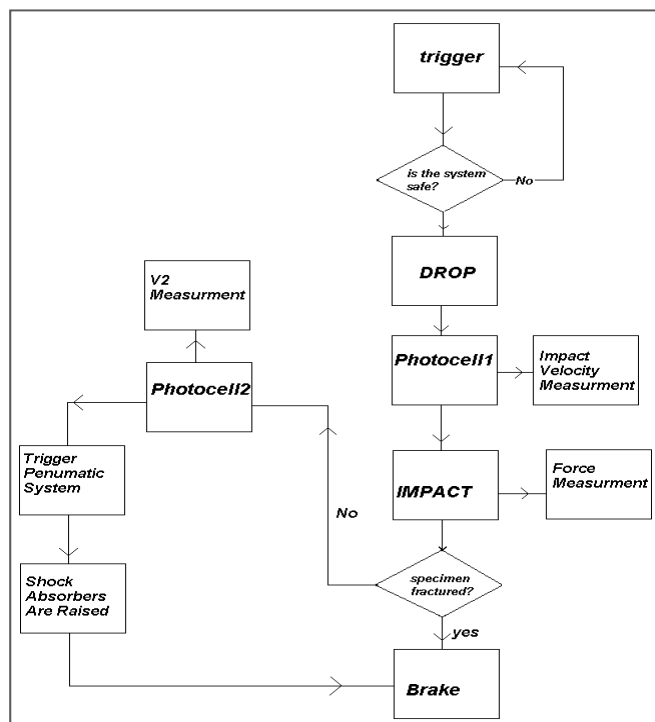 trigger
is the system
safe?
No
DROP
V2
Measurment
Photocell1
Impact
Velocity
Measurment
Photocell2
Trigger
Penumatic
System
IMPACT
Force
Measurment
No
Shock
Absorbers
Are Raised
specimen
fractured?
yes
Brake